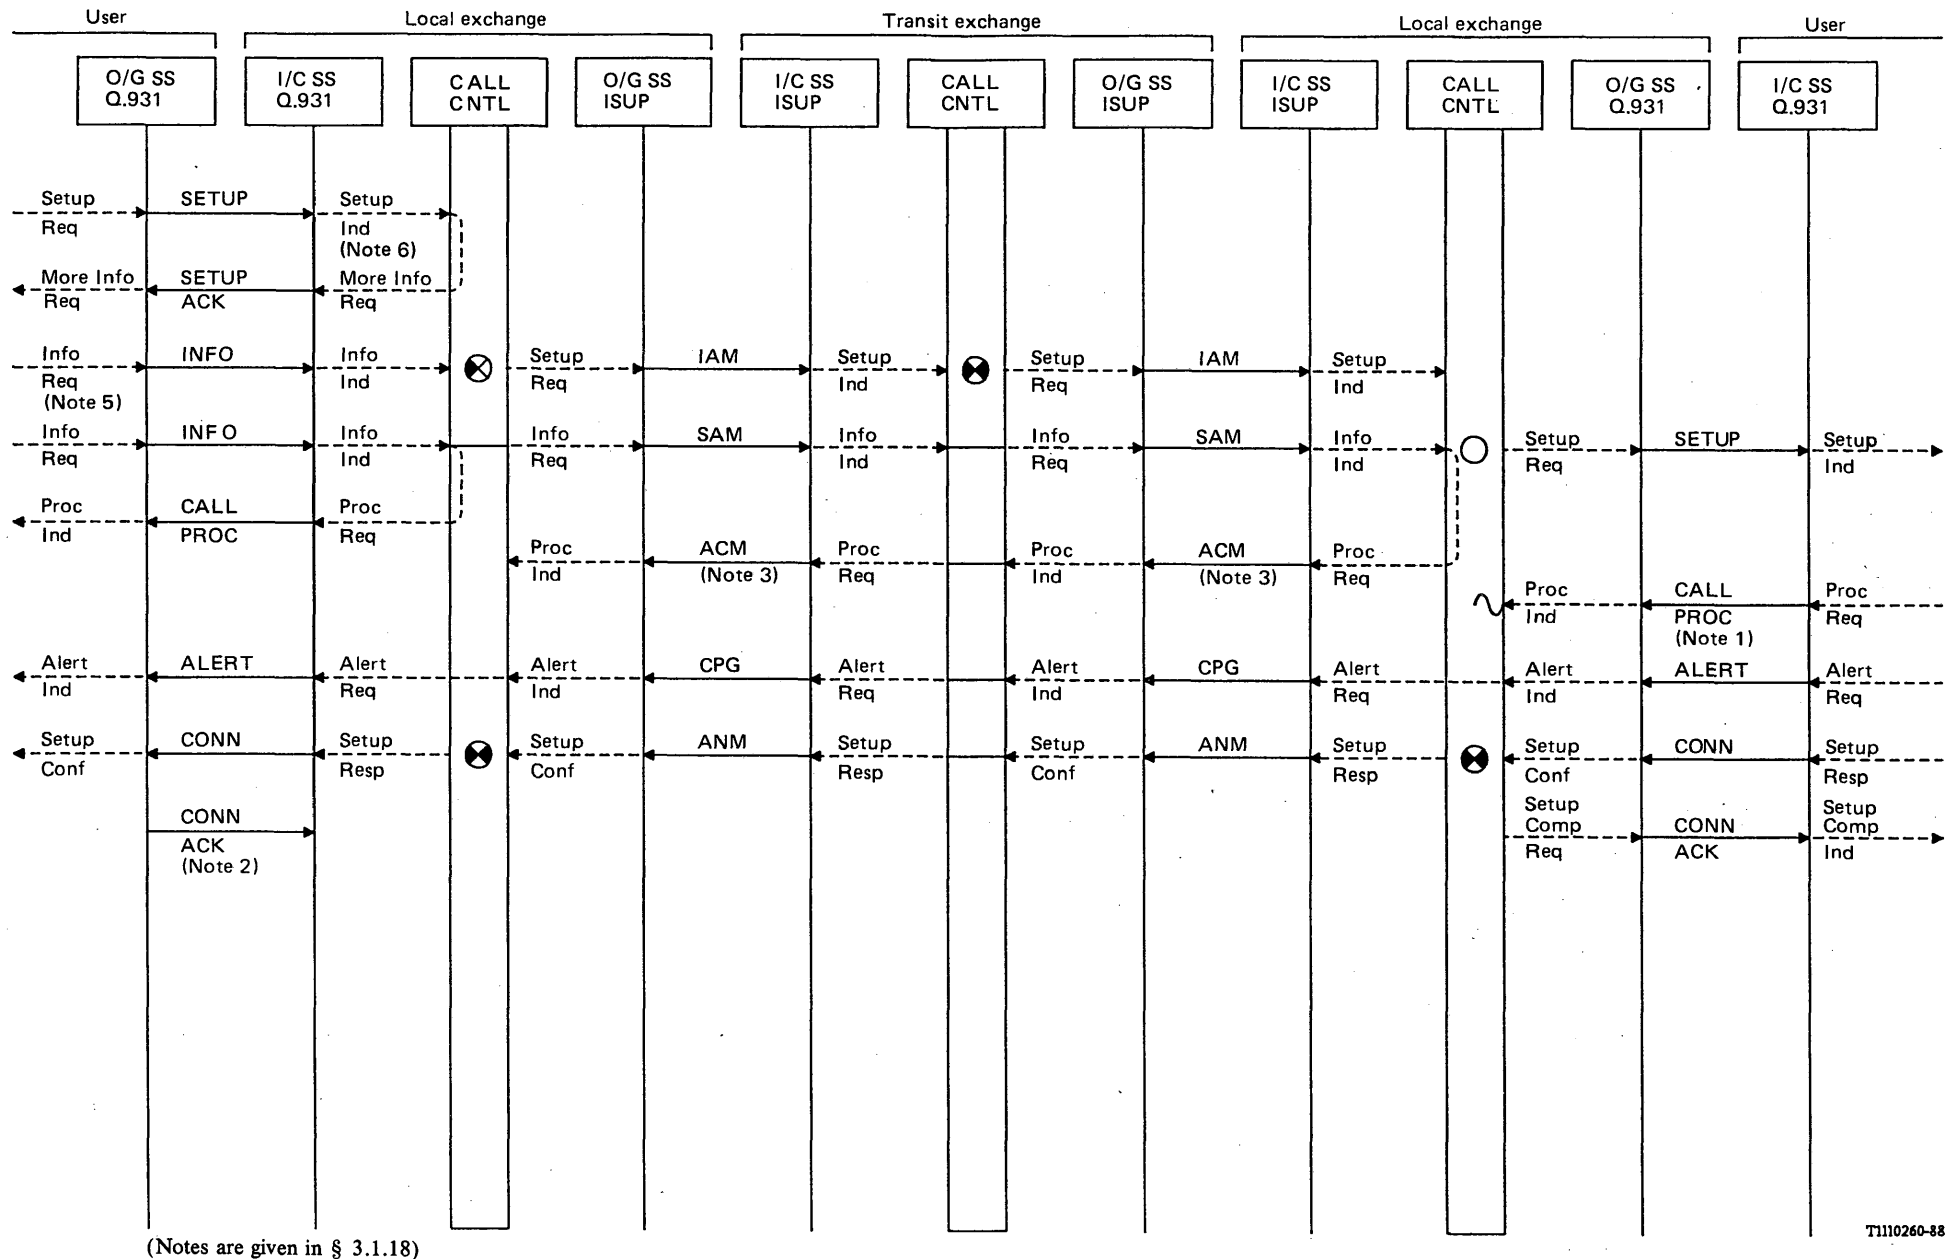 User
Local exchange
Transit exchange
Local exchange
User
O/G SS
Q.931
I/C SS
Q.931
CALL
CNTL
O/G SS
ISUP
I/C SS
ISUP
CALL
CNTL
O/G SS
ISUP
I/C SS
ISUP
CALL
CNTL
O/G SS
Q.931
I/C SS
Q.931
Setup
Req
SETUP
Setup
Ind
(Note 6)
More Info
Req
SETUP
ACK
More Info
Req
Info
Req
(Note 5)
INFO
Info
Ind
Setup
Req
IAM
Setup
Ind
Setup
Req
IAM
Setup
Ind
Info
Req
INFO
Info
Ind
Info
Req
SAM
Info
Ind
Info
Req
SAM
Info
Ind
Setup
Req
SETUP
Setup
Ind
Proc
Ind
CALL
PROC
Proc
Req
Proc
Ind
ACM
(Note 3)
Proc
Req
Proc
Ind
ACM
(Note 3)
Proc
Req
Proc
Ind
CALL
PROC
(Note 1)
Proc
Req
Alert
Ind
ALERT
Alert
Req
Alert
Ind
CPG
Alert
Req
Alert
Ind
CPG
Alert
Req
Alert
Ind
ALERT
Alert
Req
Setup
Conf
CONN
Setup
Resp
Setup
Conf
ANM
Setup
Resp
Setup
Conf
ANM
Setup
Resp
Setup
Conf
CONN
Setup
Resp
CONN
ACK
(Note 2)
Setup
Comp
Req
CONN
ACK
Setup
Comp
Ind
T1110260-88
(Notes are given in § 3.1.18)